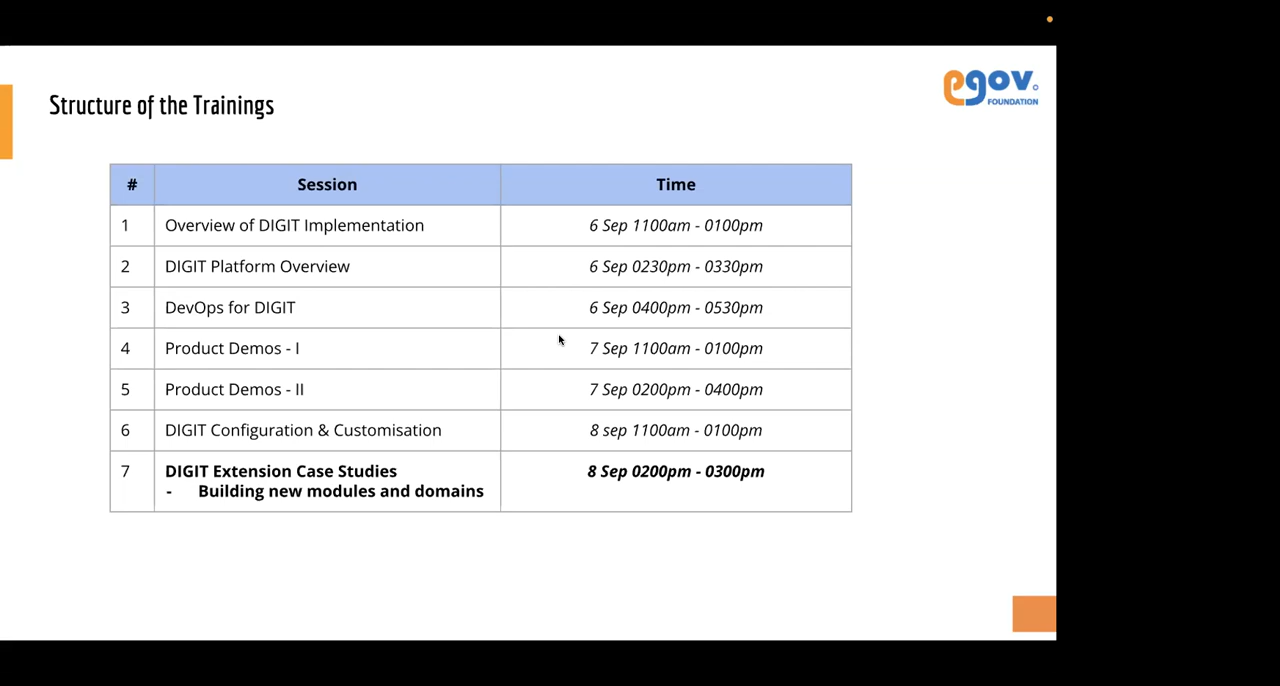 egov.
FOUNDATION
Structure of the Trainings
# Session Time
1 Overview of DIGIT Implementation 6 Sep 1100am - 0100pm
2 DIGIT Platform Overview 6 Sep 0230pm - 0330pm
3 DevOps for DIGIT 6 Sep 0400pm - 0530pm
4 Product Demos - I 7 Sep 1100am - 0100pm
5 Product Demos - II 7 Sep 0200pm - 0400pm
6 DIGIT Configuration & Customisation 8 sep 1100am - 0100pm
7 DIGIT Extension Case Studies 8 Sep 0200pm - 0300pm
- Building new modules and domains